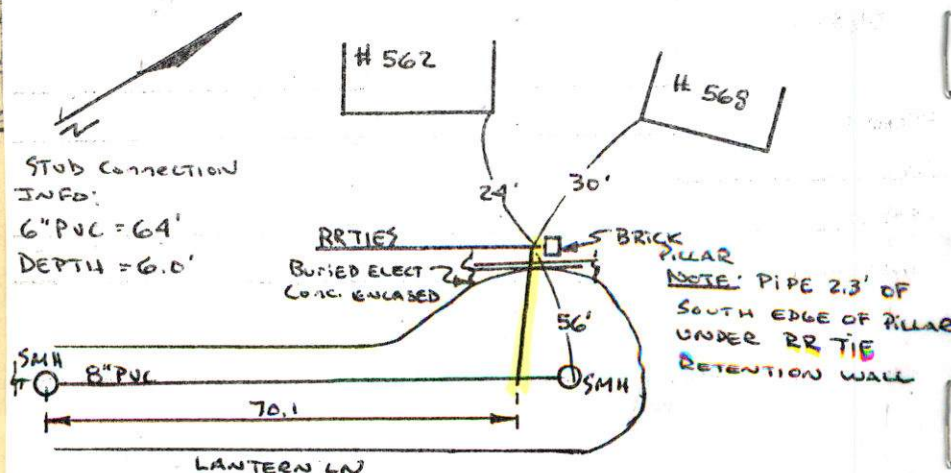 # 562
# 568
N
STUB CONNECTION
INFO:
6" PVC = 64'
DEPTH = 6.0'
24'
30'
RR TIES
BRICK
PILLAR
BURIED ELECT
CONC. ENCASED
NOTE: PIPE 2.3' OF
SOUTH EDGE OF PILLAR
UNDER RR TIE
RETENTION WALL
56'
SMH
8" PVC
SMH
70.1
LANTERN LN